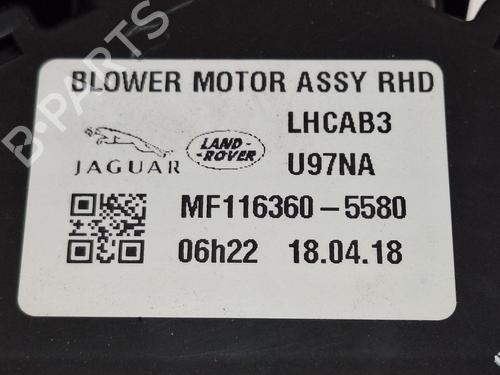 BLOWER MOTOR ASSY RHD
LHCAB3
JAGUAR
LAND-
ROVER
U97NA
MF116360-5580
06h22 18.04.18
B-PARTS